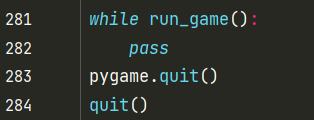 281 while run_game():
282     pass
283 pygame.quit()
284 quit()